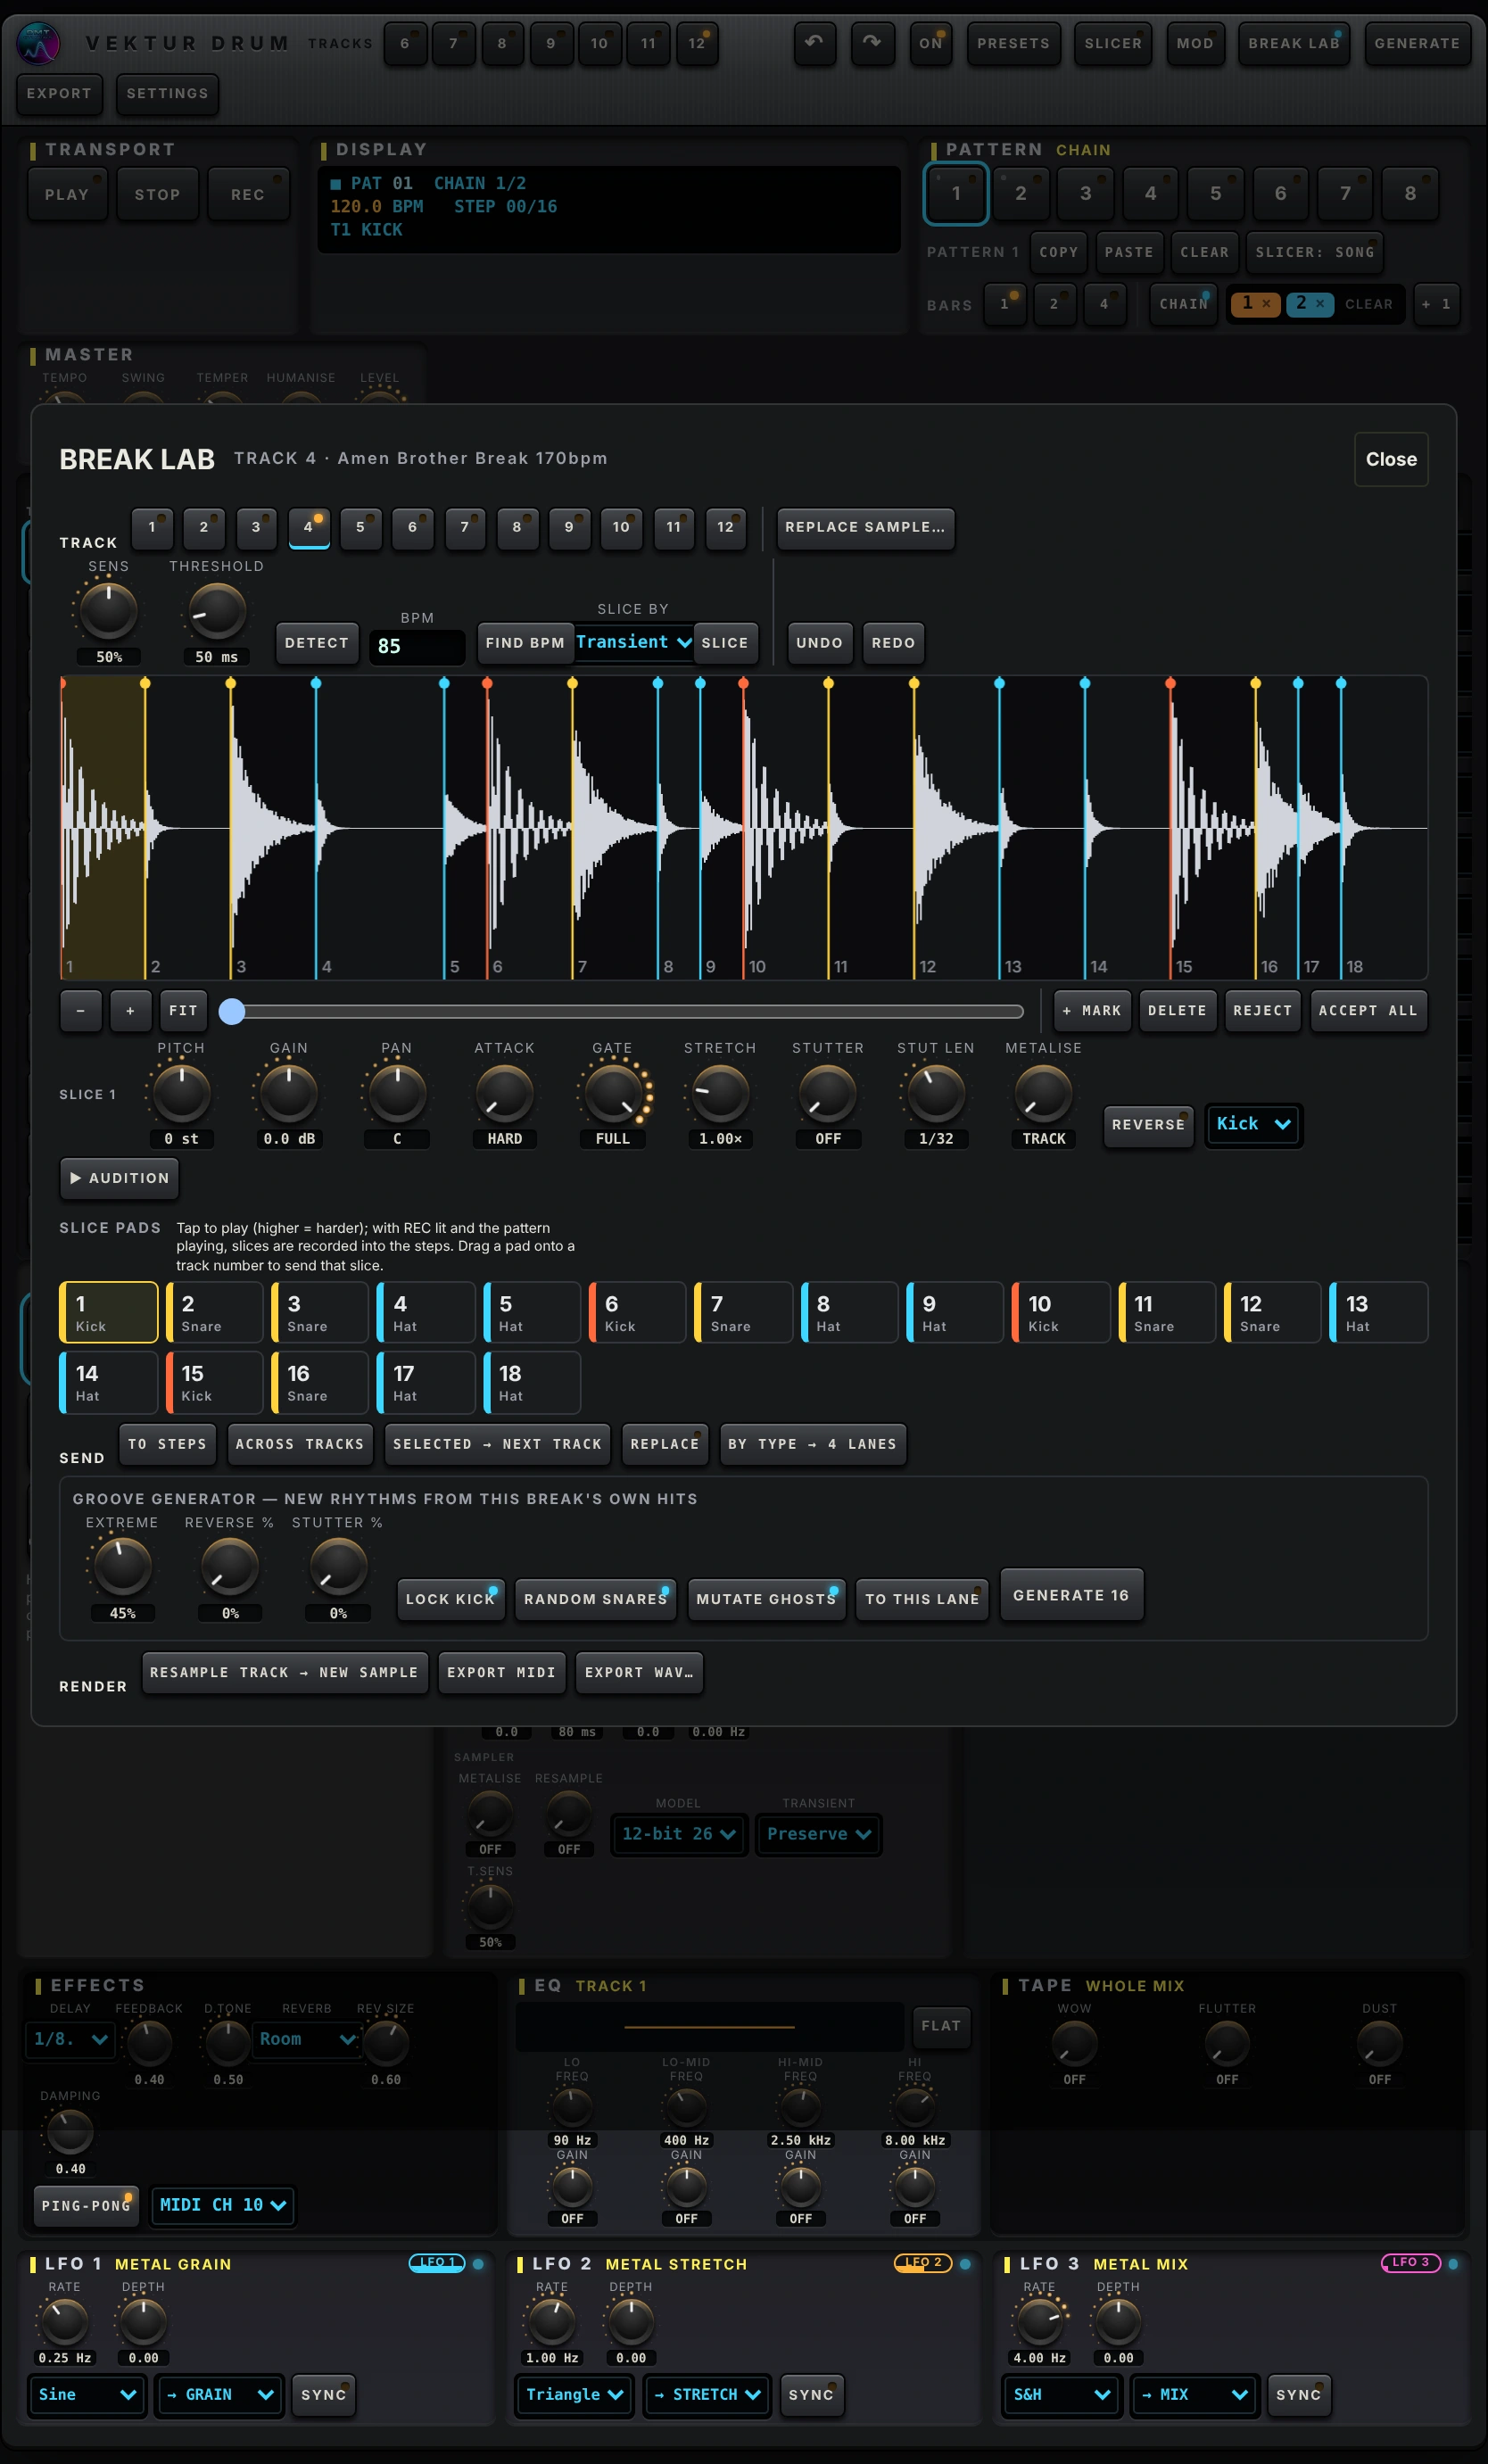 VEKTUR DRUM TRACKS 6 7 8 9 10 11 12 ↶ ↷ ON PRESETS SLICER MOD BREAK LAB GENERATE
EXPORT SETTINGS
TRANSPORT
PLAY STOP REC
DISPLAY
■ PAT 01 CHAIN 1/2
120.0 BPM STEP 00/16
T1 KICK
PATTERN CHAIN
1 2 3 4 5 6 7 8
PATTERN 1 COPY PASTE CLEAR SLICER: SONG
BARS 1 2 4 CHAIN 1 × 2 × CLEAR + 1
MASTER
TEMPO SWING TEMPER HUMANISE LEVEL
BREAK LAB TRACK 4 · Amen Brother Break 170bpm Close
TRACK 1 2 3 4 5 6 7 8 9 10 11 12 REPLACE SAMPLE…
SENS THRESHOLD
BPM SLICE BY
DETECT 85 FIND BPM Transient SLICE UNDO REDO
50% 50 ms
1 2 3 4 5 6 7 8 9 10 11 12 13 14 15 16 17 18
− + FIT + MARK DELETE REJECT ACCEPT ALL
PITCH GAIN PAN ATTACK GATE STRETCH STUTTER STUT LEN METALISE
SLICE 1 REVERSE Kick
0 st 0.0 dB C HARD FULL 1.00× OFF 1/32 TRACK
▶ AUDITION
SLICE PADS Tap to play (higher = harder); with REC lit and the pattern
playing, slices are recorded into the steps. Drag a pad onto a
track number to send that slice.
1 2 3 4 5 6 7 8 9 10 11 12 13
Kick Snare Snare Hat Hat Kick Snare Hat Hat Kick Snare Snare Hat
14 15 16 17 18
Hat Kick Snare Hat Hat
SEND TO STEPS ACROSS TRACKS SELECTED → NEXT TRACK REPLACE BY TYPE → 4 LANES
GROOVE GENERATOR — NEW RHYTHMS FROM THIS BREAK'S OWN HITS
EXTREME REVERSE % STUTTER %
LOCK KICK RANDOM SNARES MUTATE GHOSTS TO THIS LANE GENERATE 16
45% 0% 0%
RENDER RESAMPLE TRACK → NEW SAMPLE EXPORT MIDI EXPORT WAV…
0.0 80 ms 0.0 0.00 Hz
SAMPLER
METALISE RESAMPLE MODEL TRANSIENT
12-bit 26 Preserve
OFF OFF
T.SENS
50%
EFFECTS
DELAY FEEDBACK D.TONE REVERB REV SIZE
1/8. Room
0.40 0.50 0.60
DAMPING
0.40
PING-PONG MIDI CH 10
EQ TRACK 1
FLAT
LO LO-MID HI-MID HI
FREQ FREQ FREQ FREQ
90 Hz 400 Hz 2.50 kHz 8.00 kHz
GAIN GAIN GAIN GAIN
OFF OFF OFF OFF
TAPE WHOLE MIX
WOW FLUTTER DUST
OFF OFF OFF
LFO 1 METAL GRAIN LFO 1
RATE DEPTH
0.25 Hz 0.00
Sine → GRAIN SYNC
LFO 2 METAL STRETCH LFO 2
RATE DEPTH
1.00 Hz 0.00
Triangle → STRETCH SYNC
LFO 3 METAL MIX LFO 3
RATE DEPTH
4.00 Hz 0.00
S&H → MIX SYNC